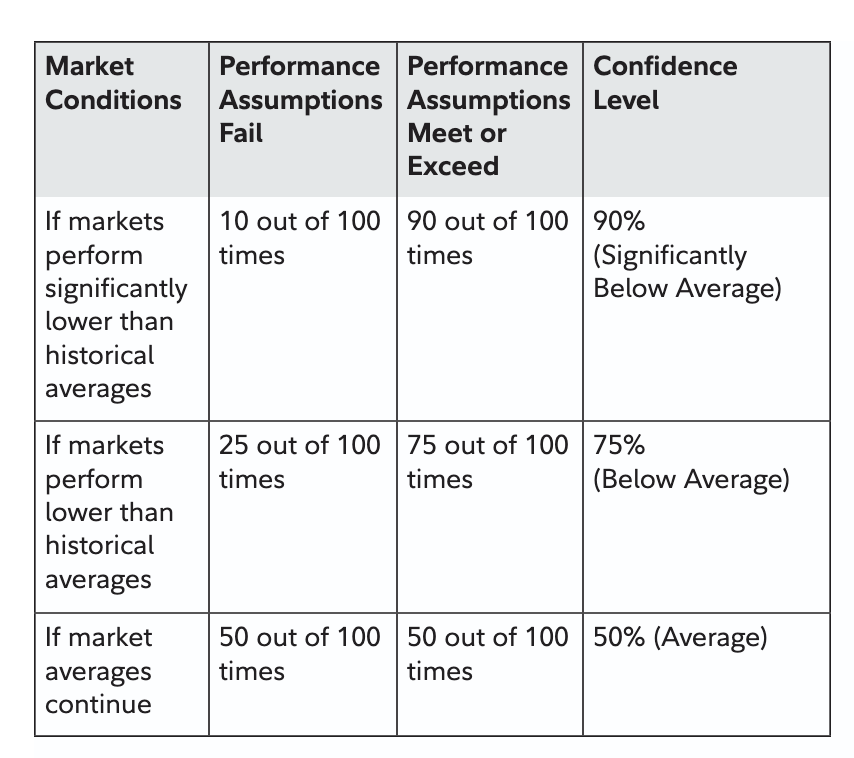 Market
Conditions
Performance
Assumptions
Fail
Performance
Assumptions
Meet or
Exceed
Confidence
Level
If markets
perform
significantly
lower than
historical
averages
10 out of 100
times
90 out of 100
times
90%
(Significantly
Below Average)
If markets
perform
lower than
historical
averages
25 out of 100
times
75 out of 100
times
75%
(Below Average)
If market
averages
continue
50 out of 100
times
50 out of 100
times
50% (Average)